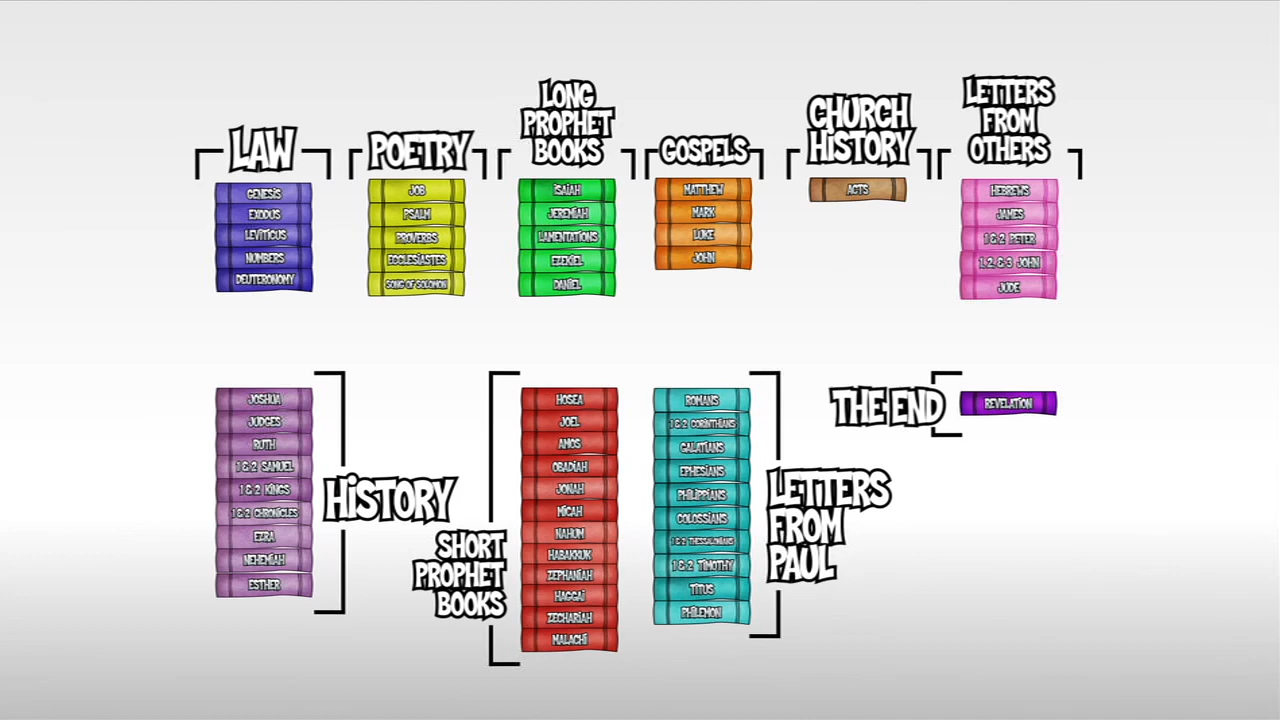 LAW
GENESIS
EXODUS
LEVITICUS
NUMBERS
DEUTERONOMY
POETRY
JOB
PSALM
PROVERBS
ECCLESIASTES
SONG OF SOLOMON
LONG
PROPHET
BOOKS
ISAIAH
JEREMIAH
LAMENTATIONS
EZEKIEL
DANIEL
GOSPELS
MATTHEW
MARK
LUKE
JOHN
CHURCH
HISTORY
ACTS
LETTERS
FROM
OTHERS
HEBREWS
JAMES
1 & 2 PETER
1, 2, & 3 JOHN
JUDE
JOSHUA
JUDGES
RUTH
1 & 2 SAMUEL
1 & 2 KINGS
1 & 2 CHRONICLES
EZRA
NEHEMIAH
ESTHER
HISTORY
SHORT
PROPHET
BOOKS
HOSEA
JOEL
AMOS
OBADIAH
JONAH
MICAH
NAHUM
HABAKKUK
ZEPHANIAH
HAGGAI
ZECHARIAH
MALACHI
ROMANS
1 & 2 CORINTHIANS
GALATIANS
EPHESIANS
PHILIPPIANS
COLOSSIANS
1 & 2 THESSALONIANS
1 & 2 TIMOTHY
TITUS
PHILEMON
LETTERS
FROM
PAUL
THE END
REVELATION